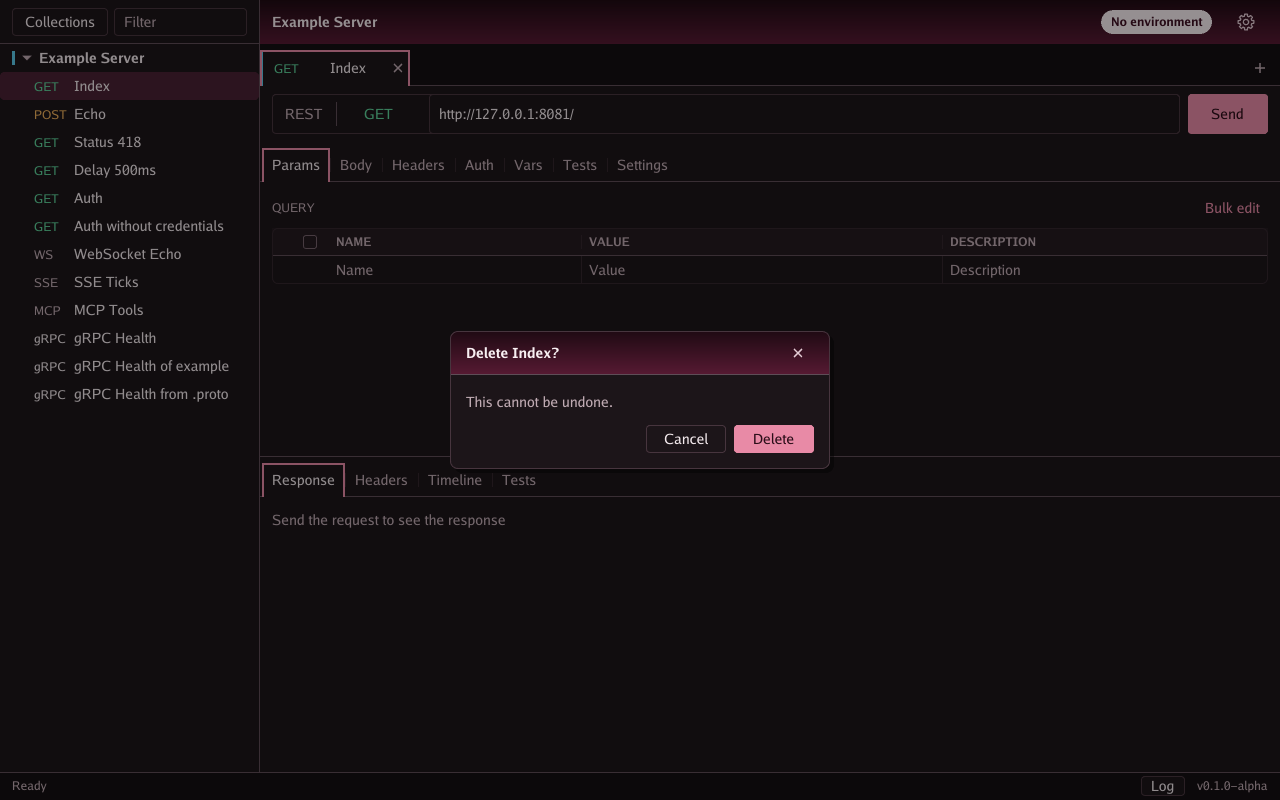 Collections
Filter
Example Server
No environment
Example Server
GET Index
POST Echo
GET Status 418
GET Delay 500ms
GET Auth
GET Auth without credentials
WS WebSocket Echo
SSE SSE Ticks
MCP MCP Tools
gRPC gRPC Health
gRPC gRPC Health of example
gRPC gRPC Health from .proto
GET Index
REST GET http://127.0.0.1:8081/ Send
Params Body Headers Auth Vars Tests Settings
QUERY Bulk edit
NAME VALUE DESCRIPTION
Name Value Description
Delete Index?
This cannot be undone.
Cancel Delete
Response Headers Timeline Tests
Send the request to see the response
Ready Log v0.1.0-alpha